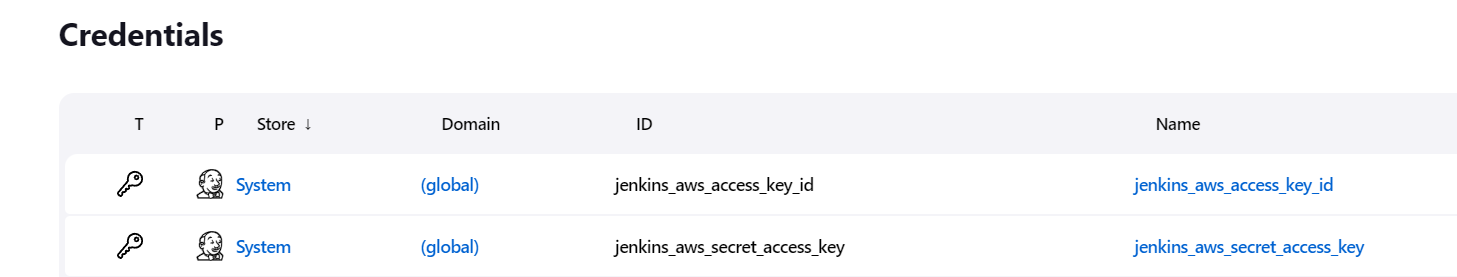 Credentials
T P Store ↓ Domain ID Name
System (global) jenkins_aws_access_key_id jenkins_aws_access_key_id
System (global) jenkins_aws_secret_access_key jenkins_aws_secret_access_key